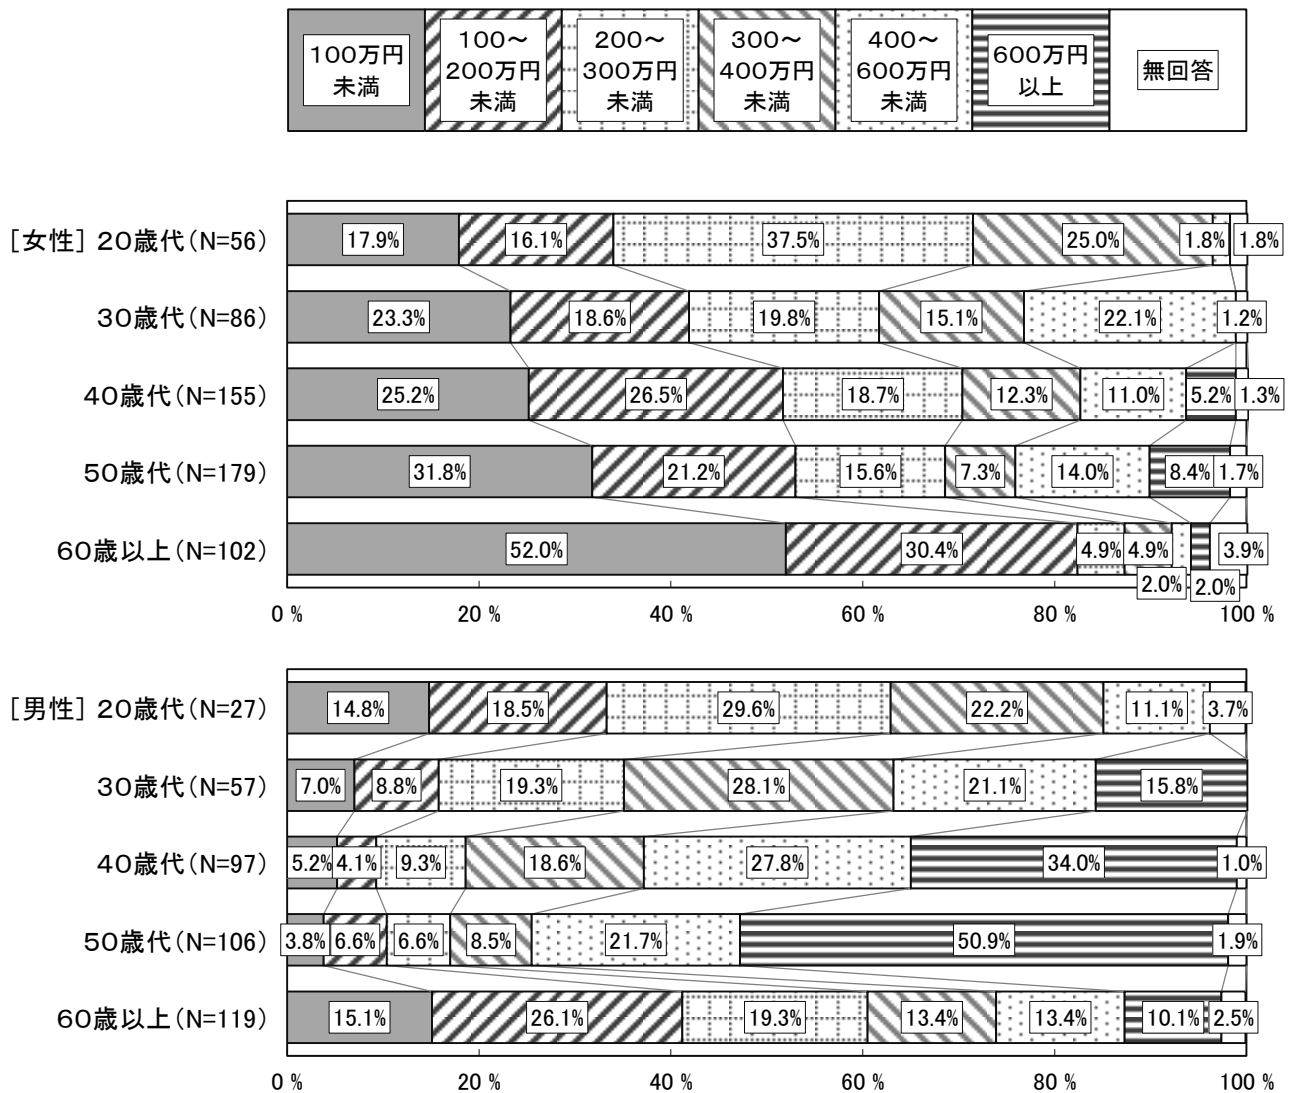 100万円
未満
100～
200万円
未満
200～
300万円
未満
300～
400万円
未満
400～
600万円
未満
600万円
以上
無回答
［女性］20歳代（N=56） 17.9% 16.1% 37.5% 25.0% 1.8% 1.8%
30歳代（N=86） 23.3% 18.6% 19.8% 15.1% 22.1% 1.2%
40歳代（N=155） 25.2% 26.5% 18.7% 12.3% 11.0% 5.2% 1.3%
50歳代（N=179） 31.8% 21.2% 15.6% 7.3% 14.0% 8.4% 1.7%
60歳以上（N=102） 52.0% 30.4% 4.9% 4.9% 2.0% 2.0% 3.9%
0 % 20 % 40 % 60 % 80 % 100 %
［男性］20歳代（N=27） 14.8% 18.5% 29.6% 22.2% 11.1% 3.7%
30歳代（N=57） 7.0% 8.8% 19.3% 28.1% 21.1% 15.8%
40歳代（N=97） 5.2% 4.1% 9.3% 18.6% 27.8% 34.0% 1.0%
50歳代（N=106） 3.8% 6.6% 6.6% 8.5% 21.7% 50.9% 1.9%
60歳以上（N=119） 15.1% 26.1% 19.3% 13.4% 13.4% 10.1% 2.5%
0 % 20 % 40 % 60 % 80 % 100 %